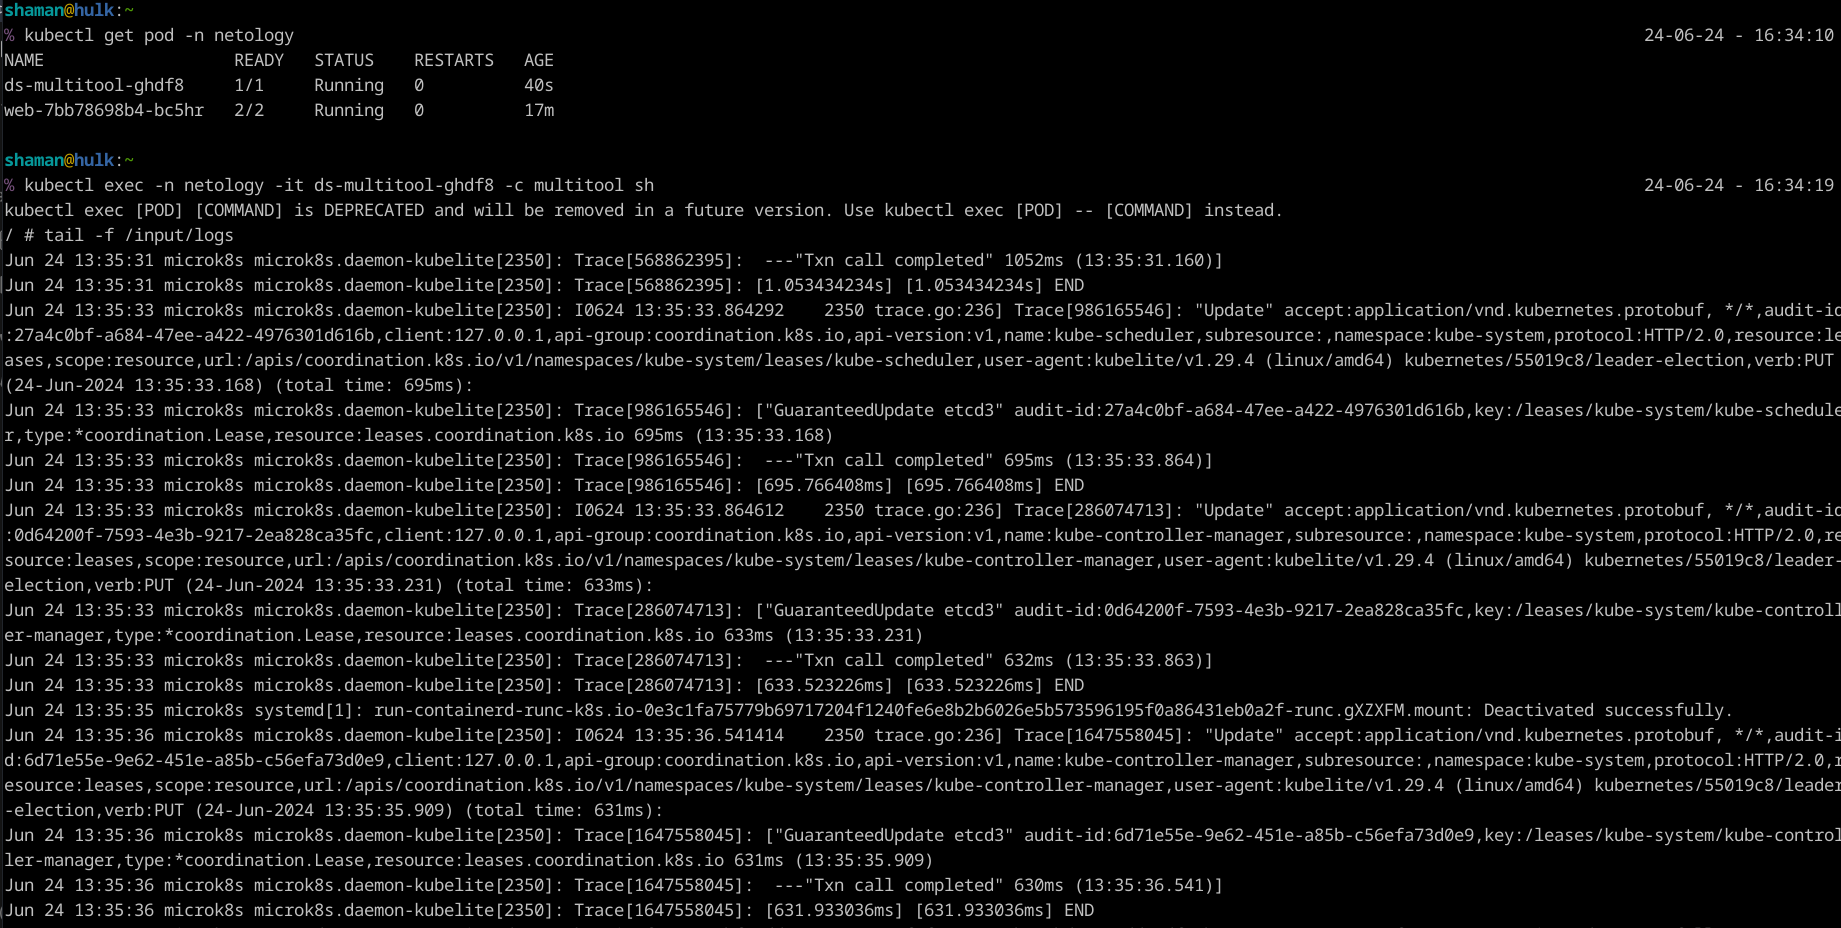 shaman@hulk:~
% kubectl get pod -n netology 24-06-24 - 16:34:10
NAME READY STATUS RESTARTS AGE
ds-multitool-ghdf8 1/1 Running 0 40s
web-7bb78698b4-bc5hr 2/2 Running 0 17m
shaman@hulk:~
% kubectl exec -n netology -it ds-multitool-ghdf8 -c multitool sh 24-06-24 - 16:34:19
kubectl exec [POD] [COMMAND] is DEPRECATED and will be removed in a future version. Use kubectl exec [POD] -- [COMMAND] instead.
/ # tail -f /input/logs
Jun 24 13:35:31 microk8s microk8s.daemon-kubelite[2350]: Trace[568862395]:  ---"Txn call completed" 1052ms (13:35:31.160)]
Jun 24 13:35:31 microk8s microk8s.daemon-kubelite[2350]: Trace[568862395]: [1.053434234s] [1.053434234s] END
Jun 24 13:35:33 microk8s microk8s.daemon-kubelite[2350]: I0624 13:35:33.864292    2350 trace.go:236] Trace[986165546]: "Update" accept:application/vnd.kubernetes.protobuf, */*,audit-id
:27a4c0bf-a684-47ee-a422-4976301d616b,client:127.0.0.1,api-group:coordination.k8s.io,api-version:v1,name:kube-scheduler,subresource:,namespace:kube-system,protocol:HTTP/2.0,resource:le
ases,scope:resource,url:/apis/coordination.k8s.io/v1/namespaces/kube-system/leases/kube-scheduler,user-agent:kubelite/v1.29.4 (linux/amd64) kubernetes/55019c8/leader-election,verb:PUT
(24-Jun-2024 13:35:33.168) (total time: 695ms):
Jun 24 13:35:33 microk8s microk8s.daemon-kubelite[2350]: Trace[986165546]: ["GuaranteedUpdate etcd3" audit-id:27a4c0bf-a684-47ee-a422-4976301d616b,key:/leases/kube-system/kube-schedule
r,type:*coordination.Lease,resource:leases.coordination.k8s.io 695ms (13:35:33.168)
Jun 24 13:35:33 microk8s microk8s.daemon-kubelite[2350]: Trace[986165546]:  ---"Txn call completed" 695ms (13:35:33.864)]
Jun 24 13:35:33 microk8s microk8s.daemon-kubelite[2350]: Trace[986165546]: [695.766408ms] [695.766408ms] END
Jun 24 13:35:33 microk8s microk8s.daemon-kubelite[2350]: I0624 13:35:33.864612    2350 trace.go:236] Trace[286074713]: "Update" accept:application/vnd.kubernetes.protobuf, */*,audit-id
:0d64200f-7593-4e3b-9217-2ea828ca35fc,client:127.0.0.1,api-group:coordination.k8s.io,api-version:v1,name:kube-controller-manager,subresource:,namespace:kube-system,protocol:HTTP/2.0,re
source:leases,scope:resource,url:/apis/coordination.k8s.io/v1/namespaces/kube-system/leases/kube-controller-manager,user-agent:kubelite/v1.29.4 (linux/amd64) kubernetes/55019c8/leader-
election,verb:PUT (24-Jun-2024 13:35:33.231) (total time: 633ms):
Jun 24 13:35:33 microk8s microk8s.daemon-kubelite[2350]: Trace[286074713]: ["GuaranteedUpdate etcd3" audit-id:0d64200f-7593-4e3b-9217-2ea828ca35fc,key:/leases/kube-system/kube-controll
er-manager,type:*coordination.Lease,resource:leases.coordination.k8s.io 633ms (13:35:33.231)
Jun 24 13:35:33 microk8s microk8s.daemon-kubelite[2350]: Trace[286074713]:  ---"Txn call completed" 632ms (13:35:33.863)]
Jun 24 13:35:33 microk8s microk8s.daemon-kubelite[2350]: Trace[286074713]: [633.523226ms] [633.523226ms] END
Jun 24 13:35:35 microk8s systemd[1]: run-containerd-runc-k8s.io-0e3c1fa75779b69717204f1240fe6e8b2b6026e5b573596195f0a86431eb0a2f-runc.gXZXFM.mount: Deactivated successfully.
Jun 24 13:35:36 microk8s microk8s.daemon-kubelite[2350]: I0624 13:35:36.541414    2350 trace.go:236] Trace[1647558045]: "Update" accept:application/vnd.kubernetes.protobuf, */*,audit-i
d:6d71e55e-9e62-451e-a85b-c56efa73d0e9,client:127.0.0.1,api-group:coordination.k8s.io,api-version:v1,name:kube-controller-manager,subresource:,namespace:kube-system,protocol:HTTP/2.0,r
esource:leases,scope:resource,url:/apis/coordination.k8s.io/v1/namespaces/kube-system/leases/kube-controller-manager,user-agent:kubelite/v1.29.4 (linux/amd64) kubernetes/55019c8/leader
-election,verb:PUT (24-Jun-2024 13:35:35.909) (total time: 631ms):
Jun 24 13:35:36 microk8s microk8s.daemon-kubelite[2350]: Trace[1647558045]: ["GuaranteedUpdate etcd3" audit-id:6d71e55e-9e62-451e-a85b-c56efa73d0e9,key:/leases/kube-system/kube-control
ler-manager,type:*coordination.Lease,resource:leases.coordination.k8s.io 631ms (13:35:35.909)
Jun 24 13:35:36 microk8s microk8s.daemon-kubelite[2350]: Trace[1647558045]:  ---"Txn call completed" 630ms (13:35:36.541)]
Jun 24 13:35:36 microk8s microk8s.daemon-kubelite[2350]: Trace[1647558045]: [631.933036ms] [631.933036ms] END